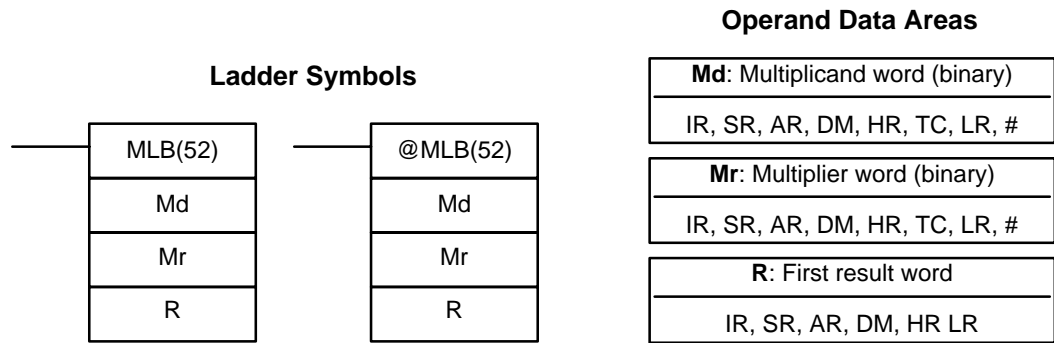 Ladder Symbols
MLB(52)
Md
Mr
R
@MLB(52)
Md
Mr
R
Operand Data Areas
Md: Multiplicand word (binary)
IR, SR, AR, DM, HR, TC, LR, #
Mr: Multiplier word (binary)
IR, SR, AR, DM, HR, TC, LR, #
R: First result word
IR, SR, AR, DM, HR LR